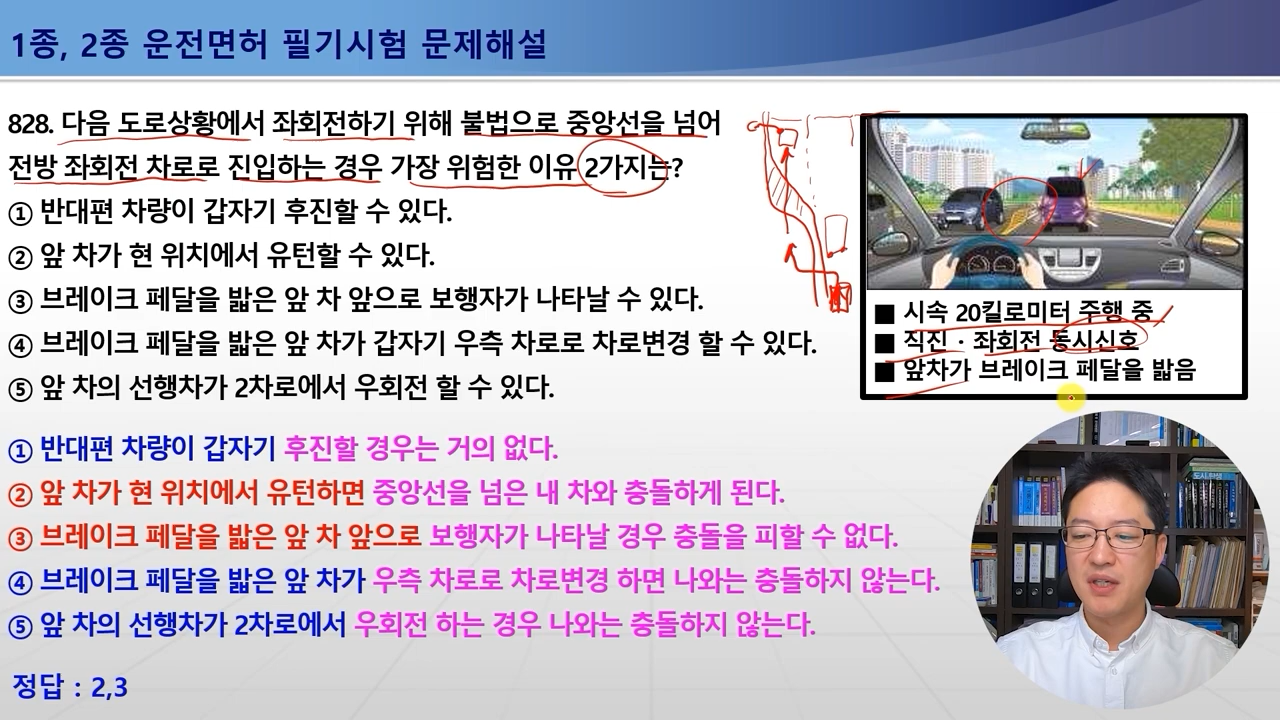 1종, 2종 운전면허 필기시험 문제해설
828. 다음 도로상황에서 좌회전하기 위해 불법으로 중앙선을 넘어
전방 좌회전 차로로 진입하는 경우 가장 위험한 이유 2가지는?
① 반대편 차량이 갑자기 후진할 수 있다.
② 앞 차가 현 위치에서 유턴할 수 있다.
③ 브레이크 페달을 밟은 앞 차 앞으로 보행자가 나타날 수 있다.
④ 브레이크 페달을 밟은 앞 차가 갑자기 우측 차로로 차로변경 할 수 있다.
⑤ 앞 차의 선행차가 2차로에서 우회전 할 수 있다.
■ 시속 20킬로미터 주행 중
■ 직진 · 좌회전 동시신호
■ 앞차가 브레이크 페달을 밟음
① 반대편 차량이 갑자기 후진할 경우는 거의 없다.
② 앞 차가 현 위치에서 유턴하면 중앙선을 넘은 내 차와 충돌하게 된다.
③ 브레이크 페달을 밟은 앞 차 앞으로 보행자가 나타날 경우 충돌을 피할 수 없다.
④ 브레이크 페달을 밟은 앞 차가 우측 차로로 차로변경 하면 나와는 충돌하지 않는다.
⑤ 앞 차의 선행차가 2차로에서 우회전 하는 경우 나와는 충돌하지 않는다.
정답 : 2,3